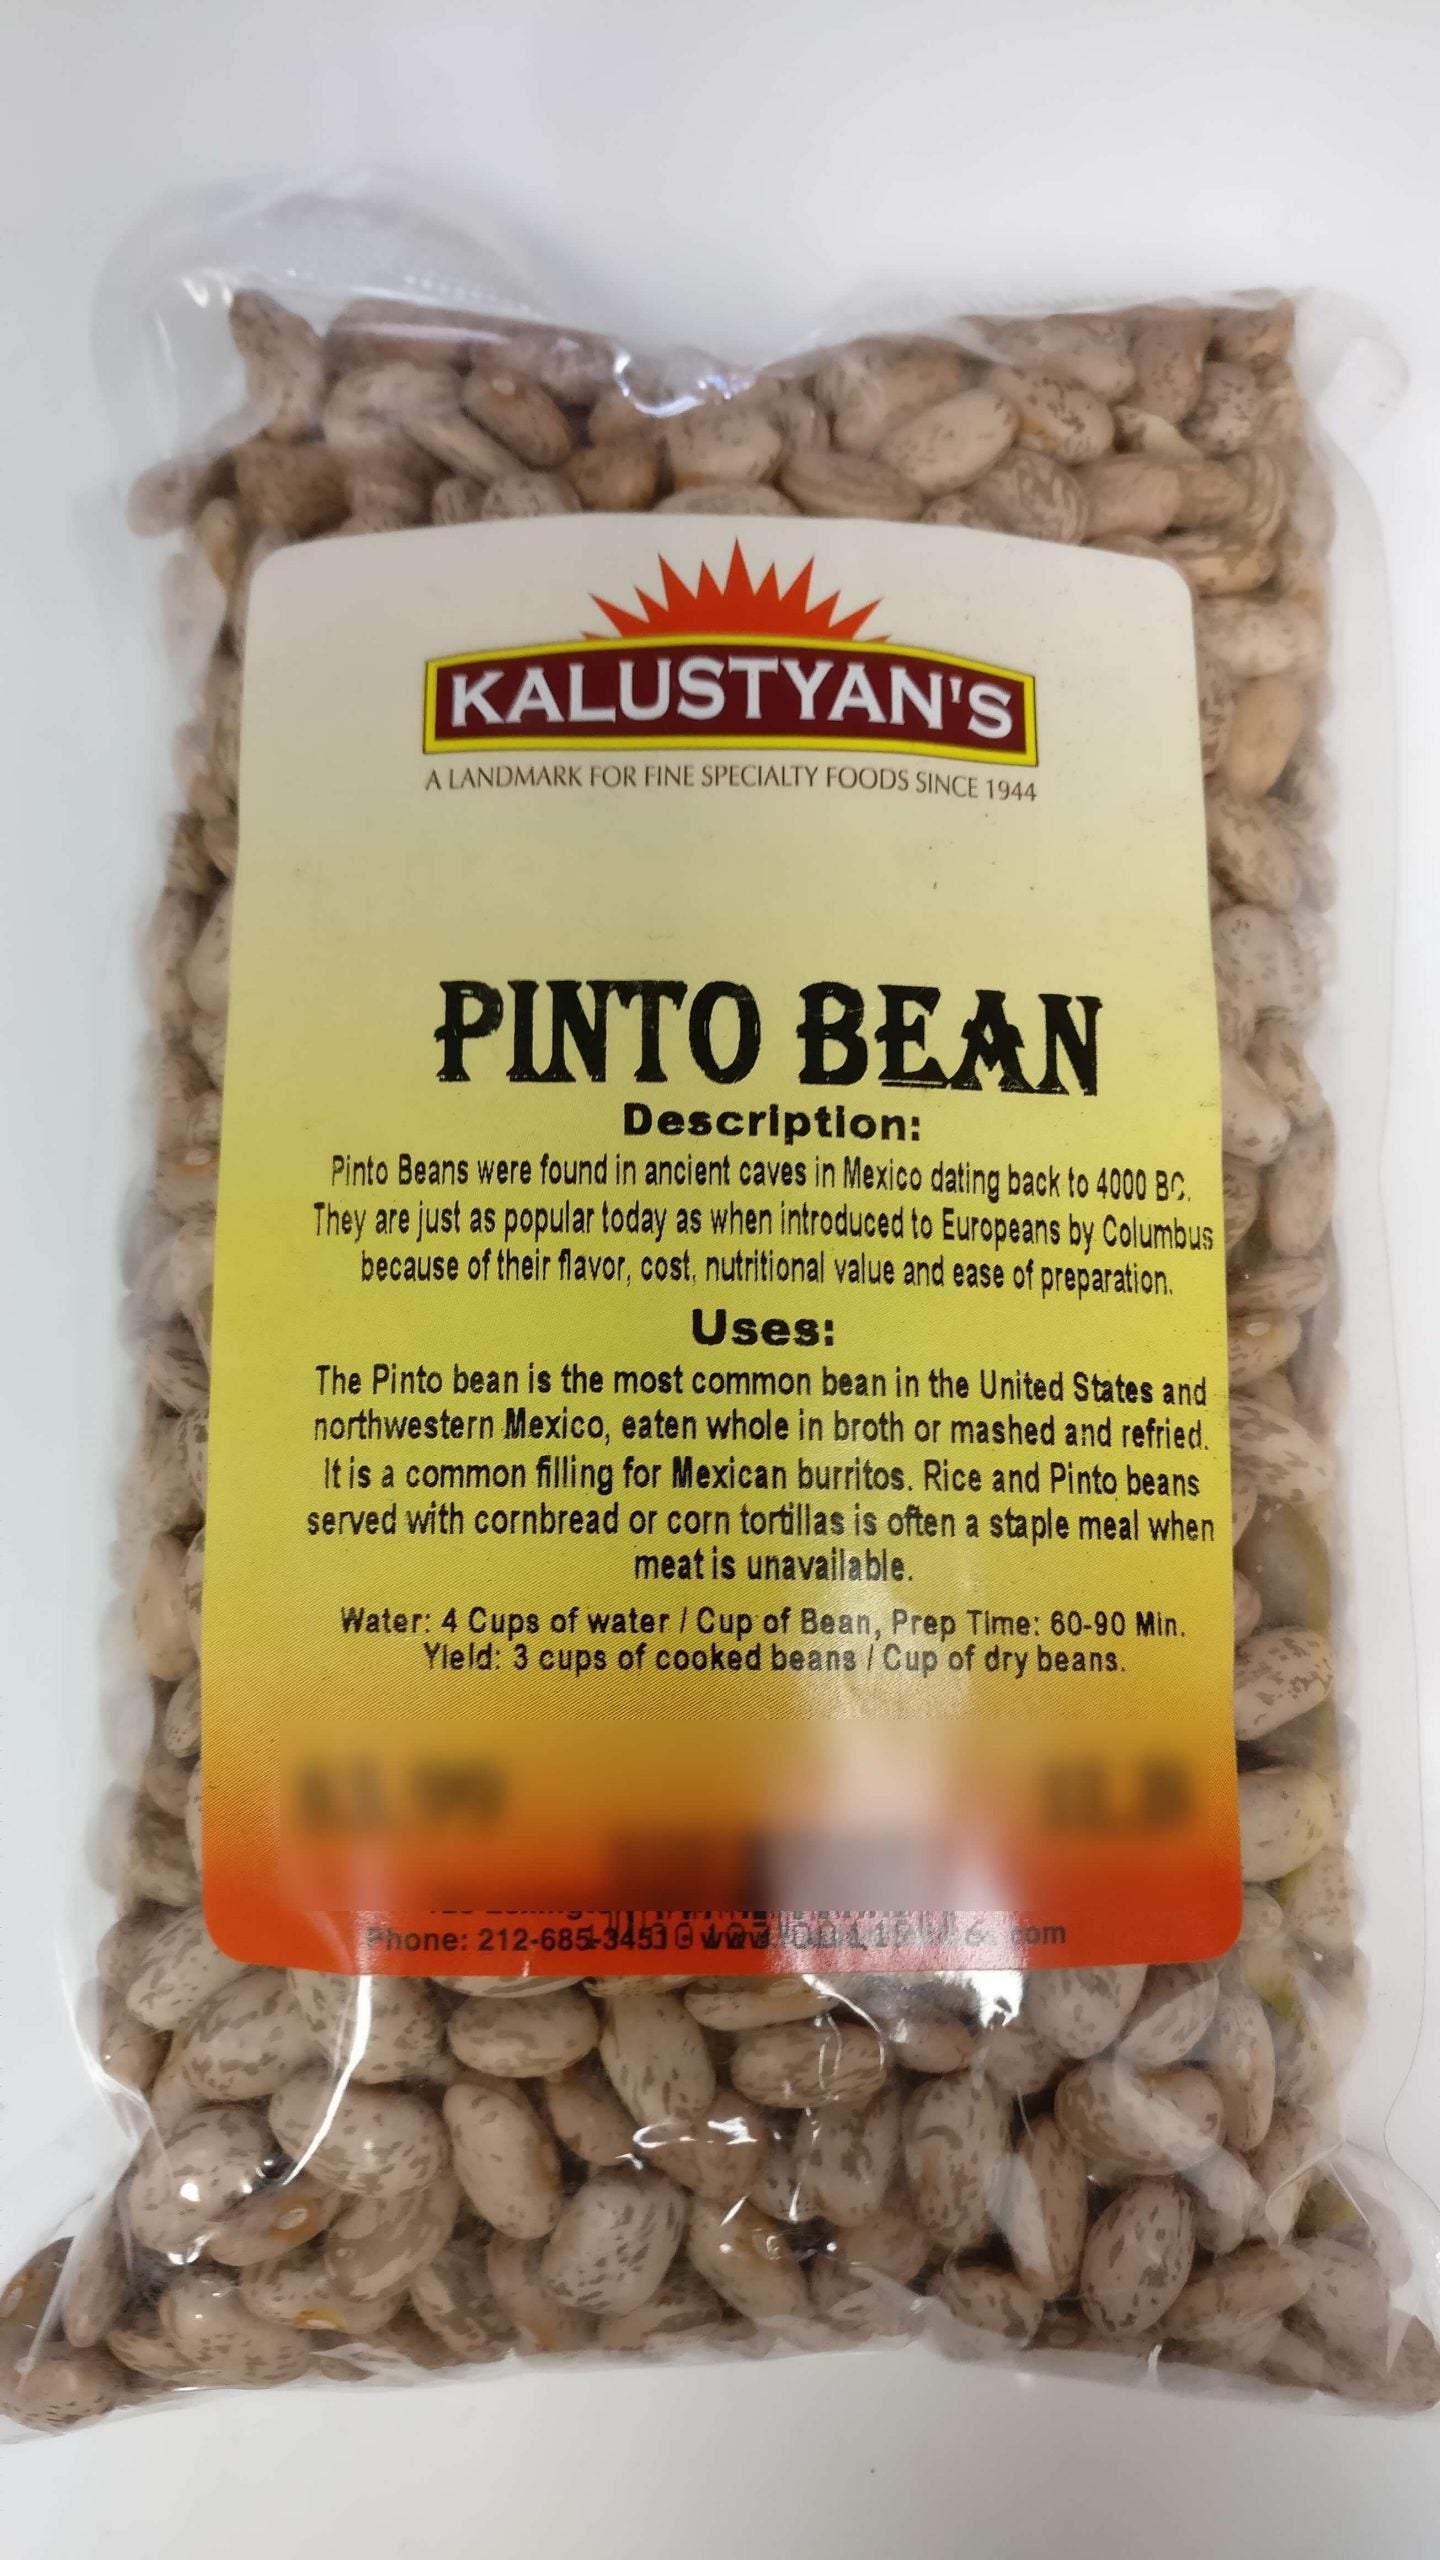 KALUSTYAN'S
A LANDMARK FOR FINE SPECIALTY FOODS SINCE 1944
PINTO BEAN
Description:
Pinto Beans were found in ancient caves in Mexico dating back to 4000 BC.
They are just as popular today as when introduced to Europeans by Columbus
because of their flavor, cost, nutritional value and ease of preparation.
Uses:
The Pinto bean is the most common bean in the United States and
northwestern Mexico, eaten whole in broth or mashed and refried.
It is a common filling for Mexican burritos. Rice and Pinto beans
served with cornbread or corn tortillas is often a staple meal when
meat is unavailable.
Water: 4 Cups of water / Cup of Bean, Prep Time: 60-90 Min.
Yield: 3 cups of cooked beans / Cup of dry beans.
Phone: 212-685-3451